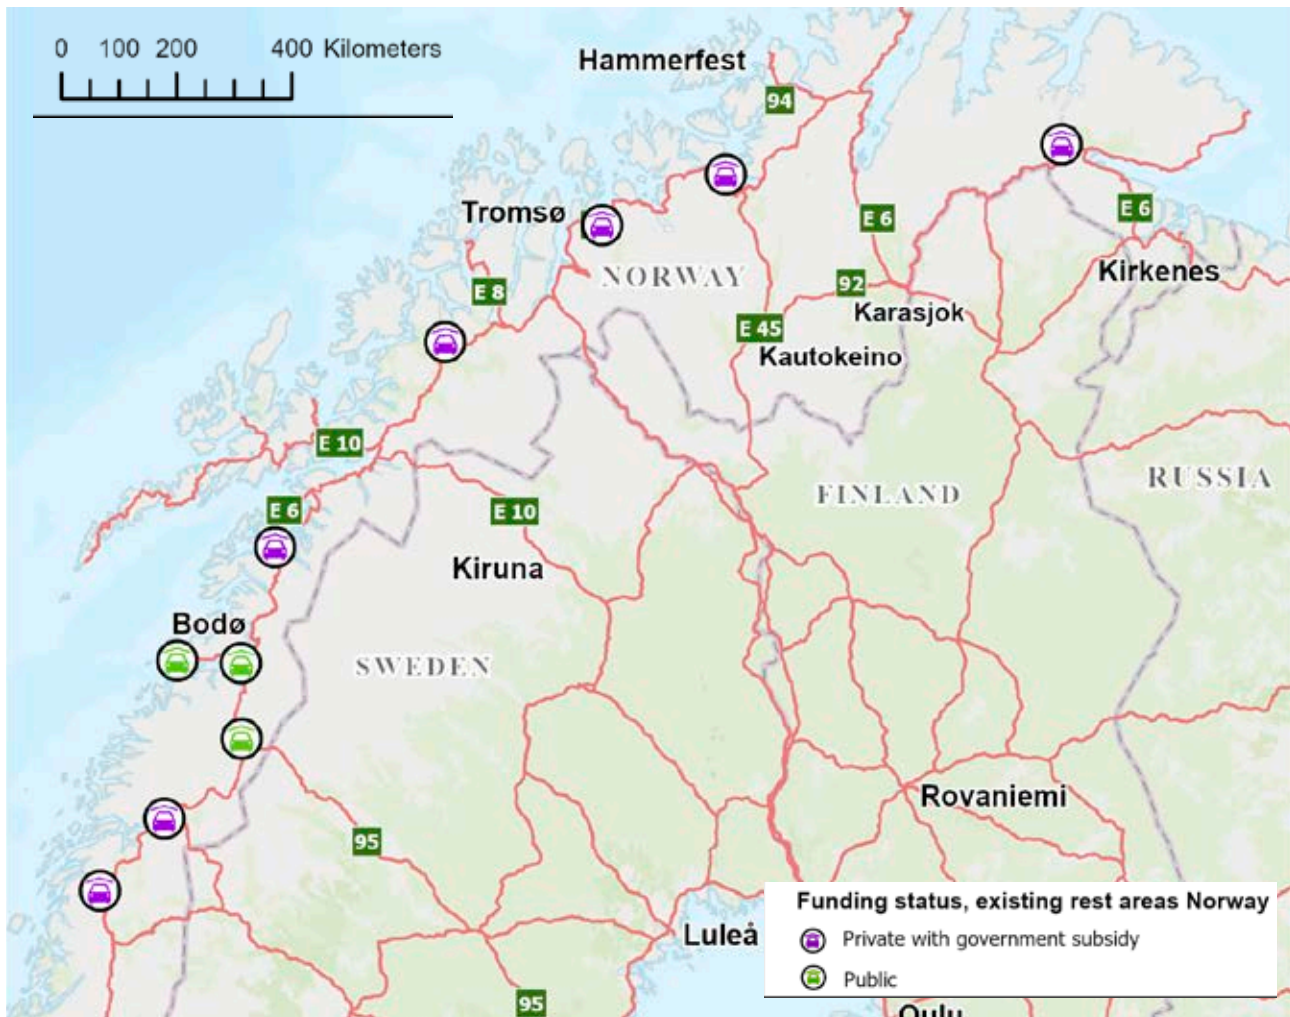 0 100 200 400 Kilometers
Hammerfest
94
Tromsø
E 6
E 6
NORWAY
Kirkenes
E 8
92
Karasjok
E 45
Kautokeino
E 10
RUSSIA
FINLAND
E 6
E 10
Kiruna
Bodø
SWEDEN
Rovaniemi
95
Funding status, existing rest areas Norway
Luleå
Private with government subsidy
Public
95